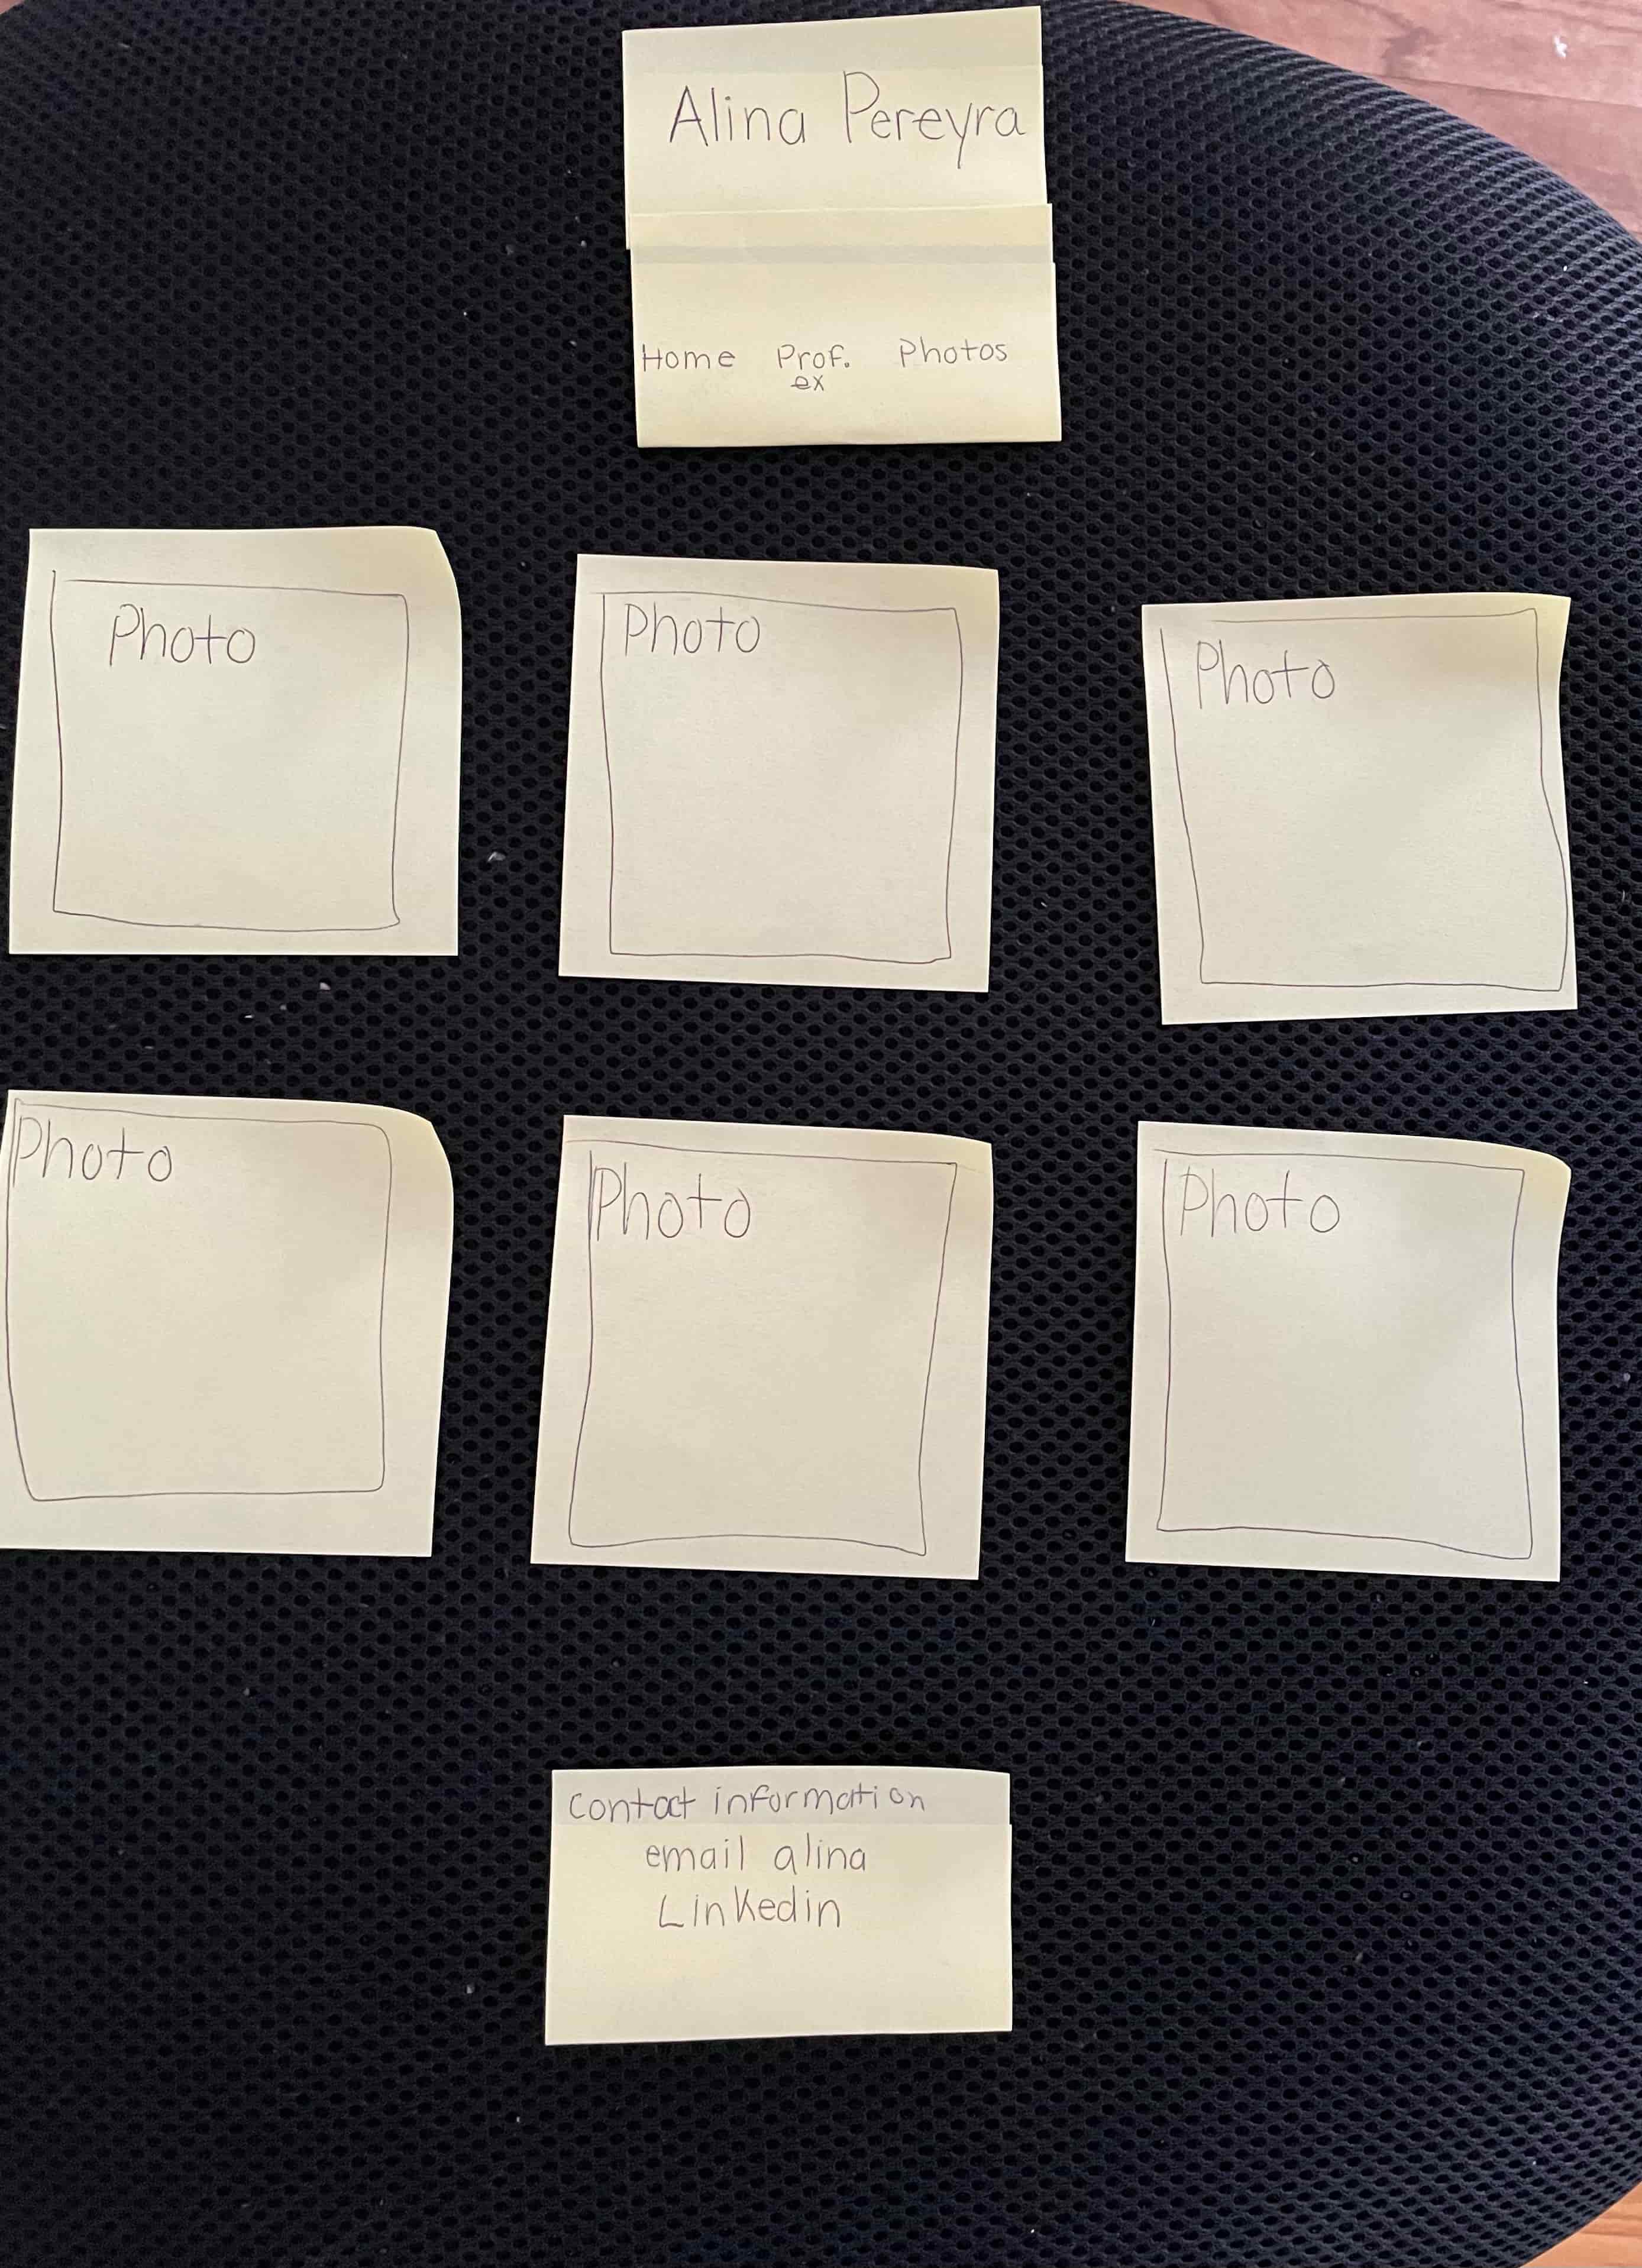 Alina Pereyra
Home Prof. Photos
ex
Photo
Photo
Photo
Photo
Photo
Photo
contact information
email alina
Linkedin